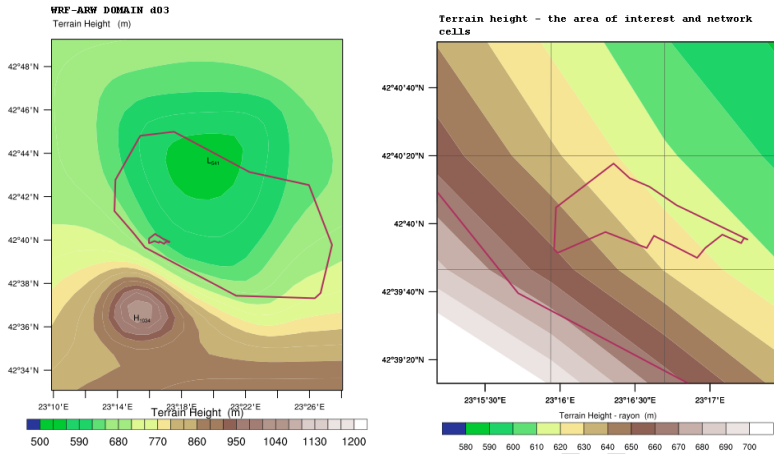 WRF-ARW DOMAIN d03
Terrain Height (m)
42°48'N
42°46'N
42°44'N
42°42'N
42°40'N
42°38'N
42°36'N
42°34'N
H1034
23°10'E 23°14'E 23°18'E 23°22'E 23°26'E
Terrain Height (m)
500 590 680 770 860 950 1040 1130 1200
Terrain height - the area of interest and network
cells
42°40'40"N
42°40'20"N
42°40'N
42°39'40"N
42°39'20"N
23°15'30"E 23°16'E 23°16'30"E 23°17'E
Terrain Height - rayon (m)
580 590 600 610 620 630 640 650 660 670 680 690 700